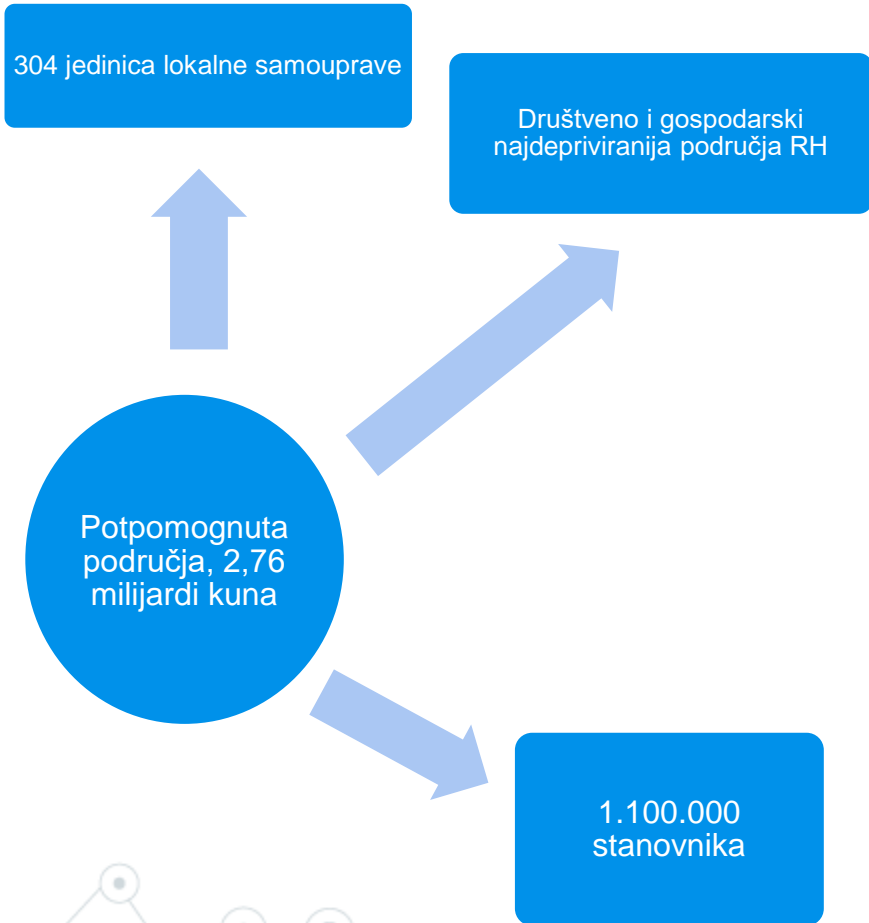 304 jedinica lokalne samouprave
Društveno i gospodarski
najdepriviranija područja RH
Potpomognuta
područja, 2,76
milijardi kuna
1.100.000
stanovnika